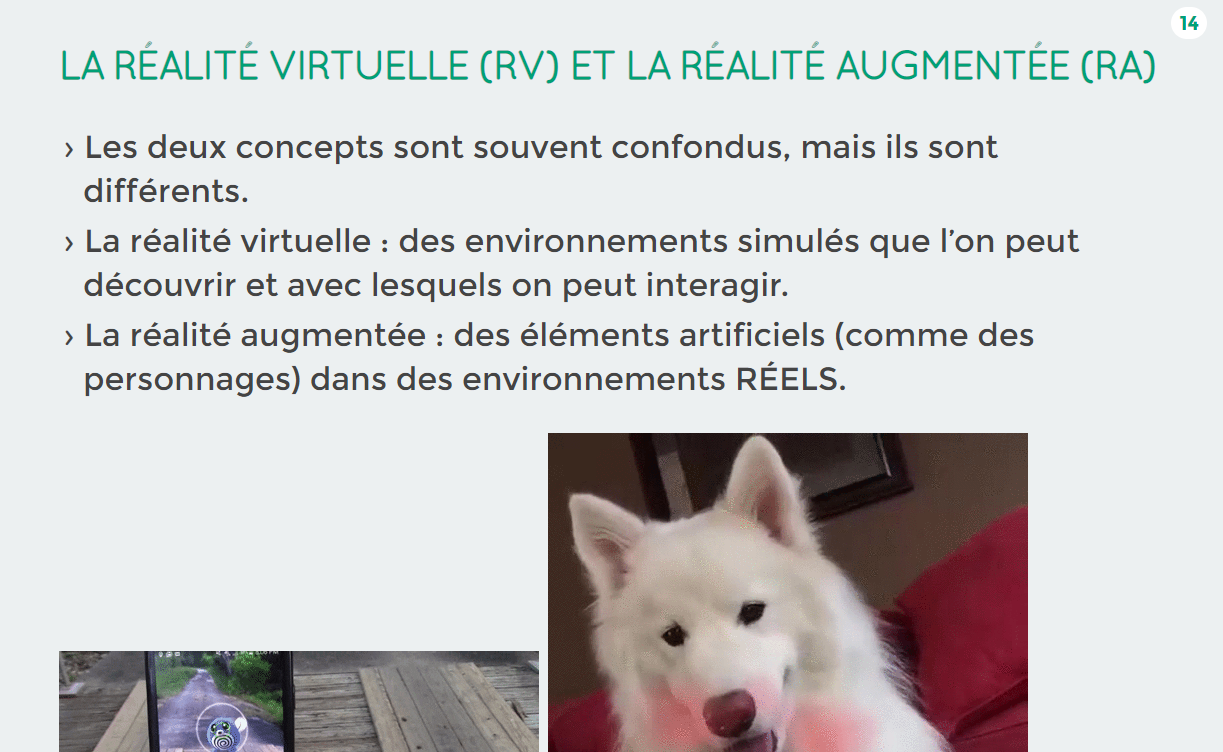 14
LA RÉALITÉ VIRTUELLE (RV) ET LA RÉALITÉ AUGMENTÉE (RA)
› Les deux concepts sont souvent confondus, mais ils sont
différents.
› La réalité virtuelle : des environnements simulés que l’on peut
découvrir et avec lesquels on peut interagir.
› La réalité augmentée : des éléments artificiels (comme des
personnages) dans des environnements RÉELS.